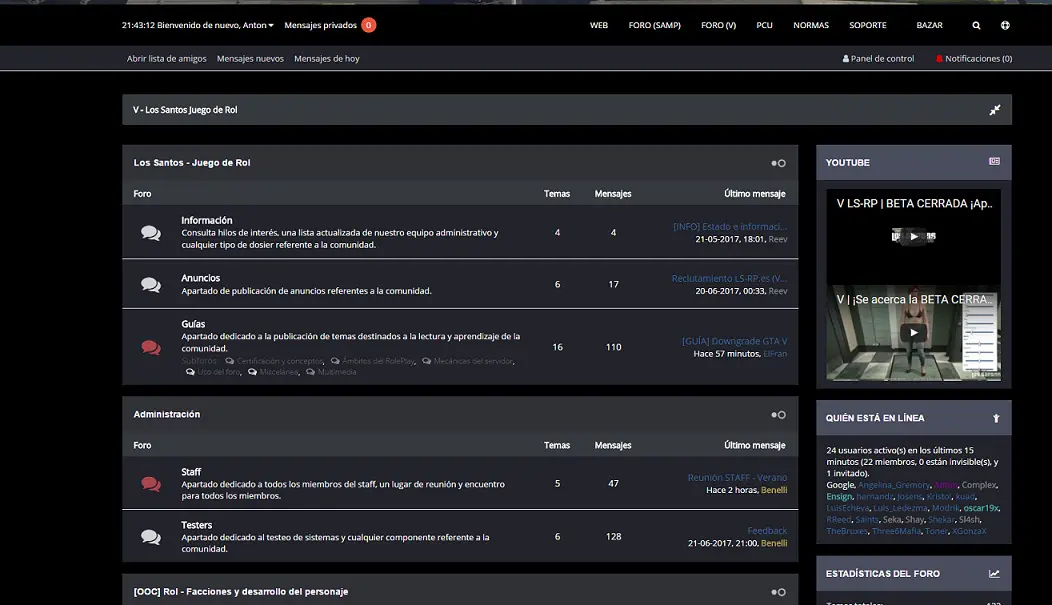 21:43:12 Bienvenido de nuevo, Anton Mensajes privados 0 WEB FORO (SAMP) FORO (V) PCU NORMAS SOPORTE BAZAR
Abrir lista de amigos Mensajes nuevos Mensajes de hoy Panel de control Notificaciones (0)
V - Los Santos Juego de Rol
Los Santos - Juego de Rol
Foro Temas Mensajes Último mensaje
Información
Consulta hilos de interés, una lista actualizada de nuestro equipo administrativo y
cualquier tipo de dosier referente a la comunidad.
4 4
[INFO] Estado e informaci...
21-05-2017, 18:01, Reev
Anuncios
Apartado de publicación de anuncios referentes a la comunidad.
6 17
Reclutamiento LS-RP.es (V...
20-06-2017, 00:33, Reev
Guías
Apartado dedicado a la publicación de temas destinados a la lectura y aprendizaje de la
comunidad.
Subforos: Certificación y conceptos, Ámbitos del RolePlay, Mecánicas del servidor,
Uso del foro, Miscelánea, Multimedia
16 110
[GUÍA] Downgrade GTA V
Hace 57 minutos, ElFran
Administración
Foro Temas Mensajes Último mensaje
Staff
Apartado dedicado a todos los miembros del staff, un lugar de reunión y encuentro
para todos los miembros.
5 47
Reunión STAFF - Verano
Hace 2 horas, Benelli
Testers
Apartado dedicado al testeo de sistemas y cualquier componente referente a la
comunidad.
6 128
Feedback
21-06-2017, 21:00, Benelli
[OOC] Rol - Facciones y desarrollo del personaje
YOUTUBE
V LS-RP | BETA CERRADA ¡Ap..
V | ¡Se acerca la BETA CERRA..
QUIÉN ESTÁ EN LÍNEA
24 usuarios activo(s) en los últimos 15
minutos (22 miembros, 0 están invisible(s), y
1 invitado).
Google, Angelina_Gremory, Anton, Complex,
Ensign, hernandz, Josens, Kristol, kuad,
LuisEcheva, Luis_Ledezma, Modrik, oscar19x,
RReed, Saints, Seka, Shay, Shekar, Sl4sh,
TheBruxes, Three6Mafia, Toner, XGonzaX
ESTADÍSTICAS DEL FORO